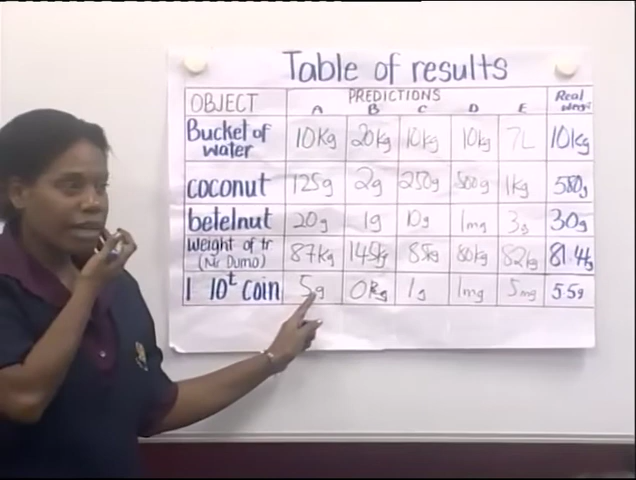 Table of results
OBJECT PREDICTIONS Real
A B C D E
Bucket of
water 10Kg 20Kg 10kg 10kg 7L 10kg
coconut 125g 2g 250g 500g 1kg 580g
betelnut 20g 1g 10g 1mg 3g 30g
weight of tr
(Mr Dumo) 87Kg 145kg 85kg 80kg 82kg 81.4kg
1 10t coin 5g 1g 1mg 5mg 5.5g